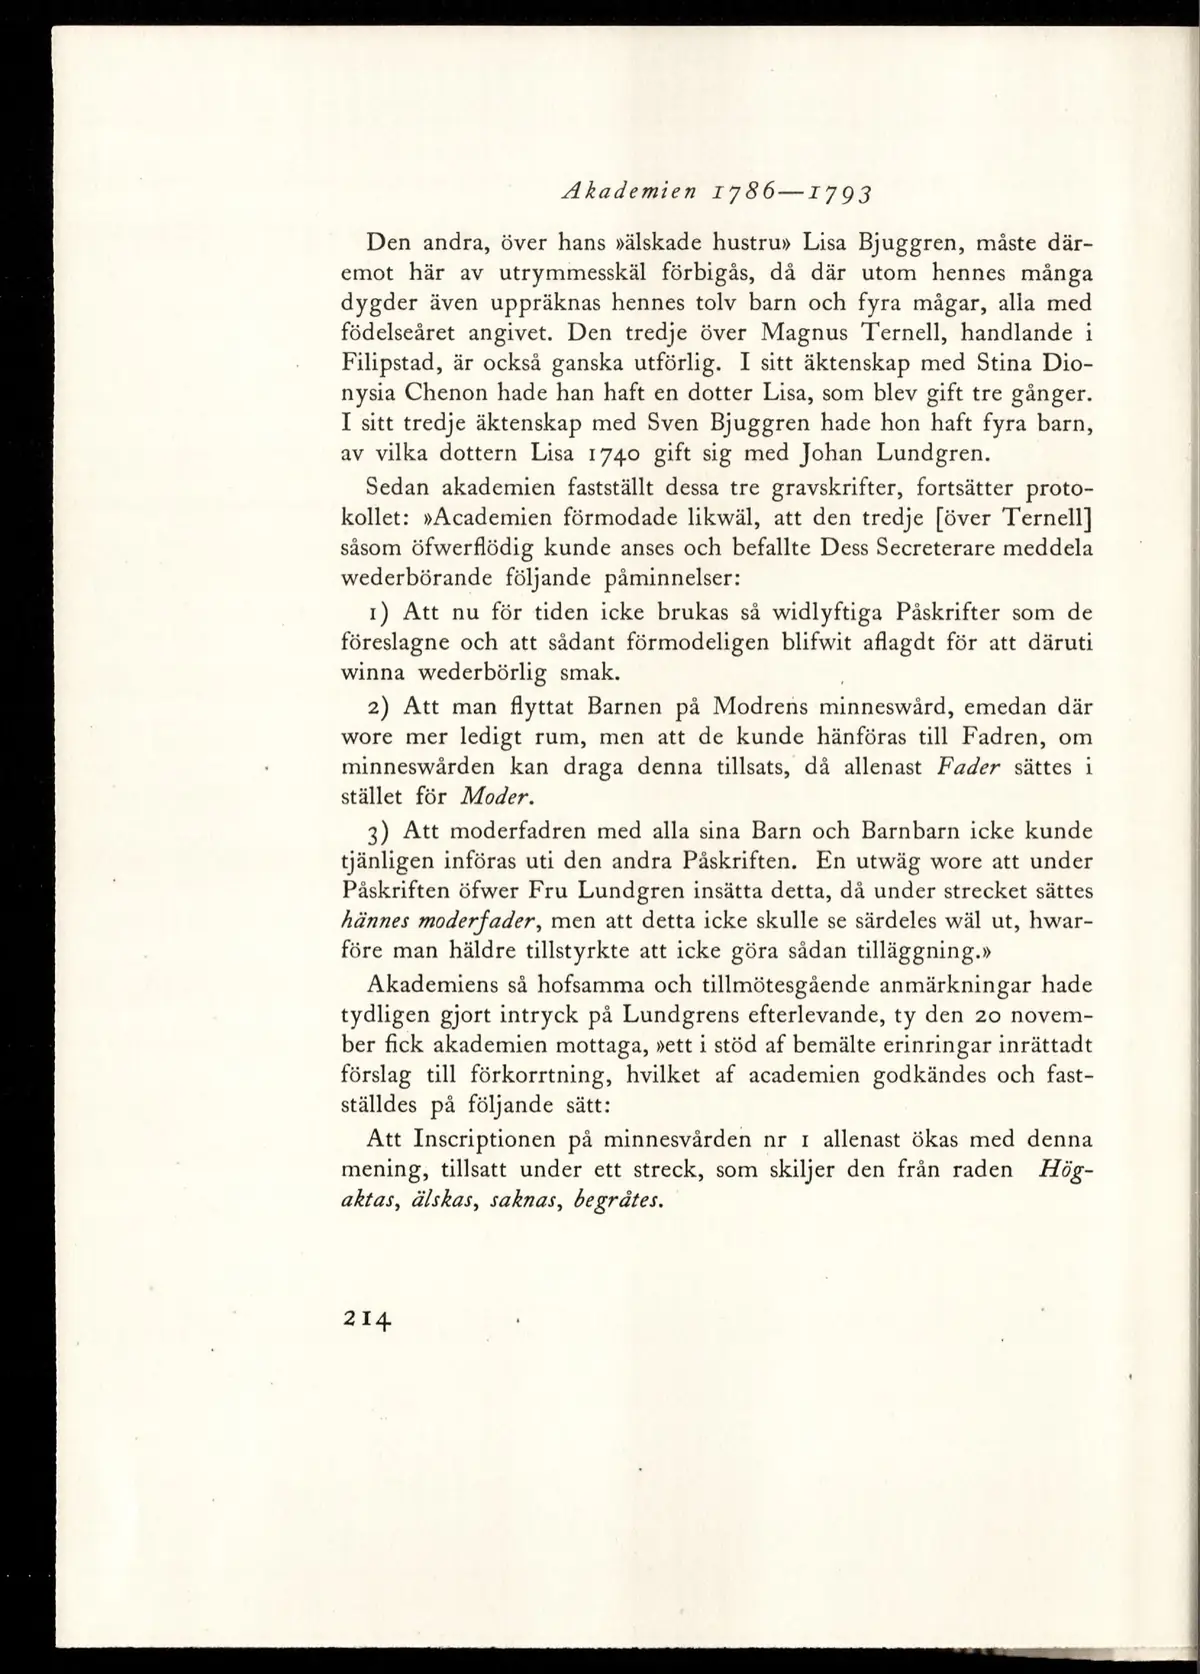 Akademien 1786—1793
Den andra, över hans »älskade hustru» Lisa Bjuggren, måste där-
emot här av utrymmesskäl förbigås, då där utom hennes många
dygder även uppräknas hennes tolv barn och fyra mågar, alla med
födelseåret angivet. Den tredje över Magnus Ternell, handlande i
Filipstad, är också ganska utförlig. I sitt äktenskap med Stina Dio-
nysia Chenon hade han haft en dotter Lisa, som blev gift tre gånger.
I sitt tredje äktenskap med Sven Bjuggren hade hon haft fyra barn,
av vilka dottern Lisa 1740 gift sig med Johan Lundgren.
Sedan akademien fastställt dessa tre gravskrifter, fortsätter proto-
kollet: »Academien förmodade likwäl, att den tredje [över Ternell]
såsom öfwerflödig kunde anses och befallte Dess Secreterare meddela
wederbörande följande påminnelser:
1) Att nu för tiden icke brukas så widlyftiga Påskrifter som de
föreslagne och att sådant förmodeligen blifwit aflagdt för att däruti
winna wederbörlig smak.
2) Att man flyttat Barnen på Modrens minneswård, emedan där
wore mer ledigt rum, men att de kunde hänföras till Fadren, om
minneswården kan draga denna tillsats, då allenast Fader sättes i
stället för Moder.
3) Att moderfadren med alla sina Barn och Barnbarn icke kunde
tjänligen införas uti den andra Påskriften. En utwäg wore att under
Påskriften öfwer Fru Lundgren insätta detta, då under strecket sättes
hännes moderfader, men att detta icke skulle se särdeles wäl ut, hwar-
före man häldre tillstyrkte att icke göra sådan tilläggning.»
Akademiens så hofsamma och tillmötesgående anmärkningar hade
tydligen gjort intryck på Lundgrens efterlevande, ty den 20 novem-
ber fick akademien mottaga, »ett i stöd af bemälte erinringar inrättadt
förslag till förkorrtning, hvilket af academien godkändes och fast-
ställdes på följande sätt:
Att Inscriptionen på minnesvården nr 1 allenast ökas med denna
mening, tillsatt under ett streck, som skiljer den från raden Hög-
aktas, älskas, saknas, begråtes.
214